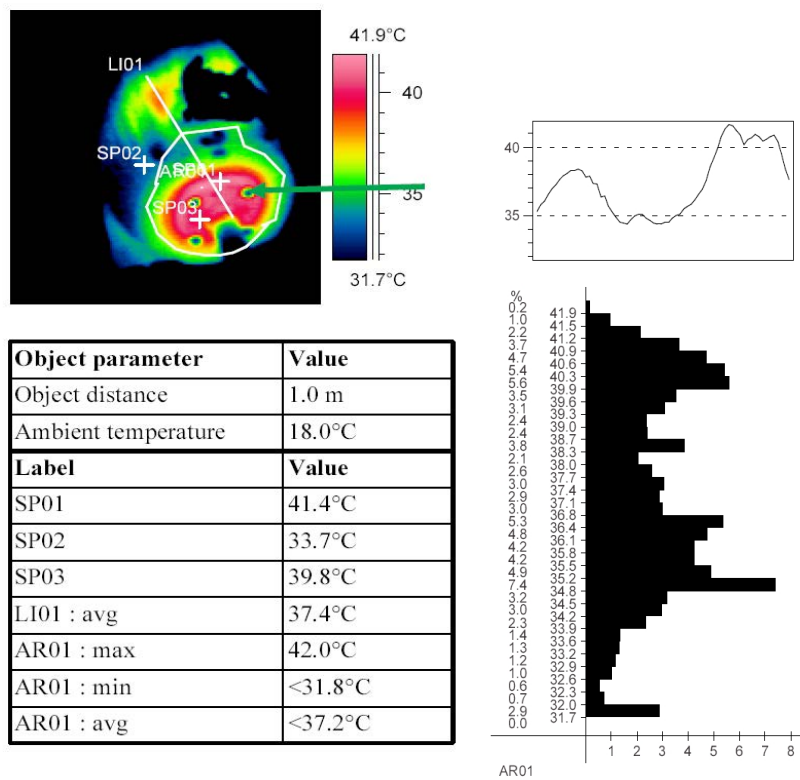 41.9°C
LI01
40
SP02
AR01
SP01
SP03
35
31.7°C
40
35
Object parameter Value
Object distance 1.0 m
Ambient temperature 18.0°C
Label Value
SP01 41.4°C
SP02 33.7°C
SP03 39.8°C
LI01 : avg 37.4°C
AR01 : max 42.0°C
AR01 : min <31.8°C
AR01 : avg <37.2°C
%
0.2
1.0 41.9
2.2 41.5
3.7 41.2
4.7 40.9
5.4 40.6
5.6 40.3
3.5 39.9
3.1 39.6
2.4 39.3
2.4 39.0
3.8 38.7
2.1 38.3
2.6 38.0
3.0 37.7
2.9 37.4
3.0 37.1
5.3 36.8
4.8 36.4
4.2 36.1
4.2 35.8
4.9 35.5
7.4 35.2
3.2 34.8
3.0 34.5
2.3 34.2
1.4 33.9
1.3 33.6
1.2 33.2
1.0 32.9
0.6 32.6
0.7 32.3
2.9 32.0
0.0 31.7
1 2 3 4 5 6 7 8
AR01